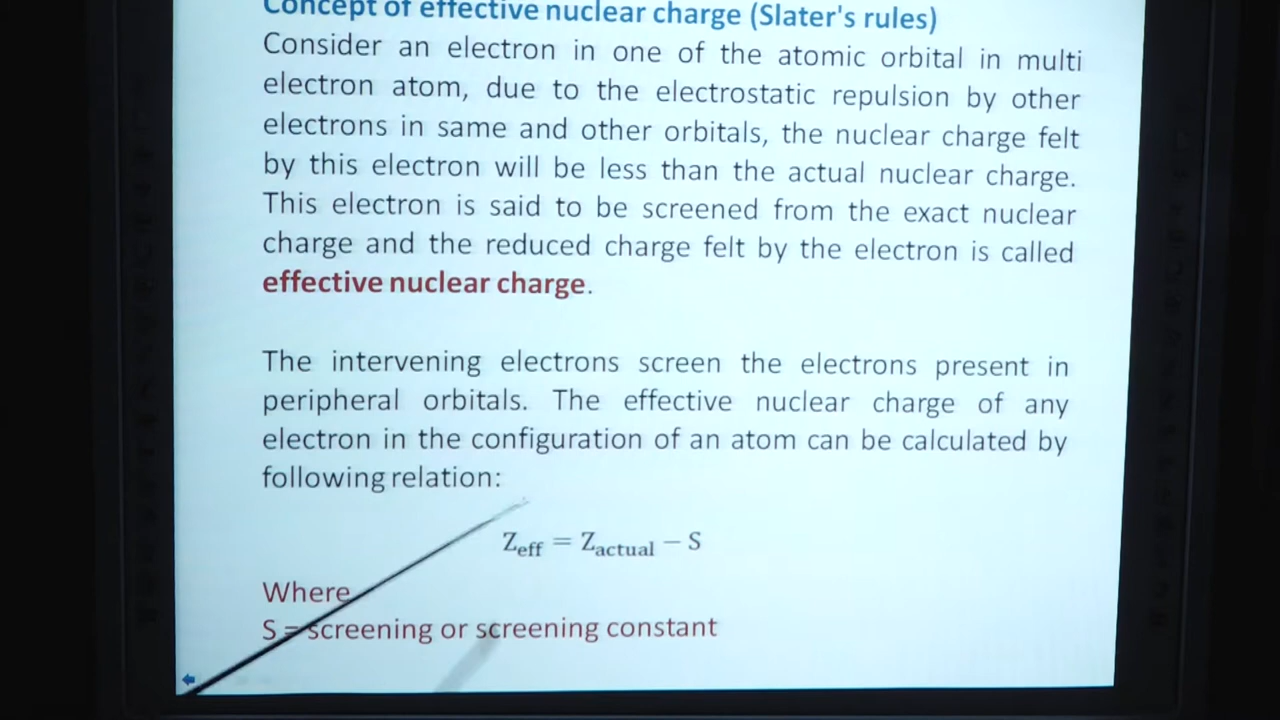 Concept of effective nuclear charge (Slater's rules)
Consider an electron in one of the atomic orbital in multi
electron atom, due to the electrostatic repulsion by other
electrons in same and other orbitals, the nuclear charge felt
by this electron will be less than the actual nuclear charge.
This electron is said to be screened from the exact nuclear
charge and the reduced charge felt by the electron is called
effective nuclear charge.
The intervening electrons screen the electrons present in
peripheral orbitals. The effective nuclear charge of any
electron in the configuration of an atom can be calculated by
following relation:
Zeff = Zactual − S
Where
S = screening or screening constant